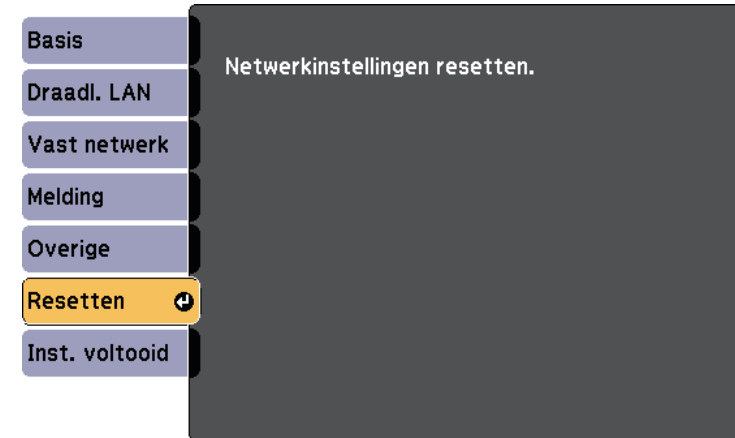 Basis
Netwerkinstellingen resetten.
Draadl. LAN
Vast netwerk
Melding
Overige
Resetten
Inst. voltooid